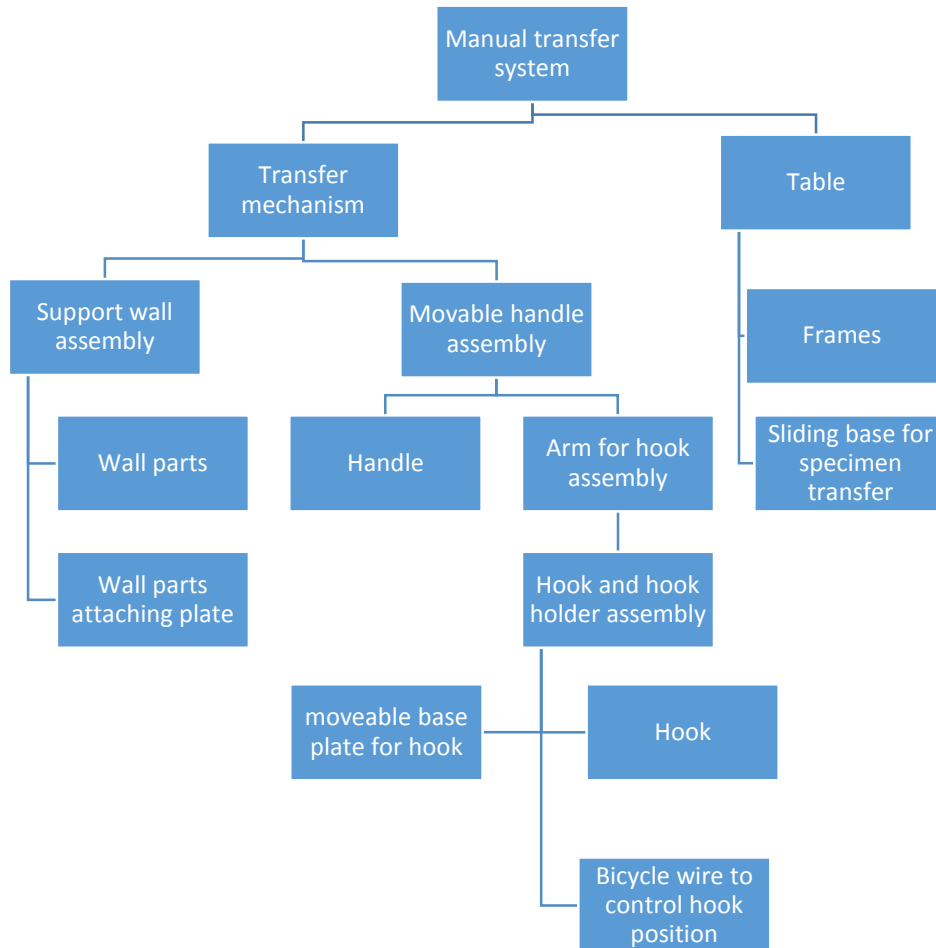 Manual transfer
system
Transfer
mechanism
Table
Support wall
assembly
Movable handle
assembly
Frames
Wall parts
Handle
Arm for hook
assembly
Sliding base for
specimen
transfer
Wall parts
attaching plate
Hook and hook
holder assembly
moveable base
plate for hook
Hook
Bicycle wire to
control hook
position